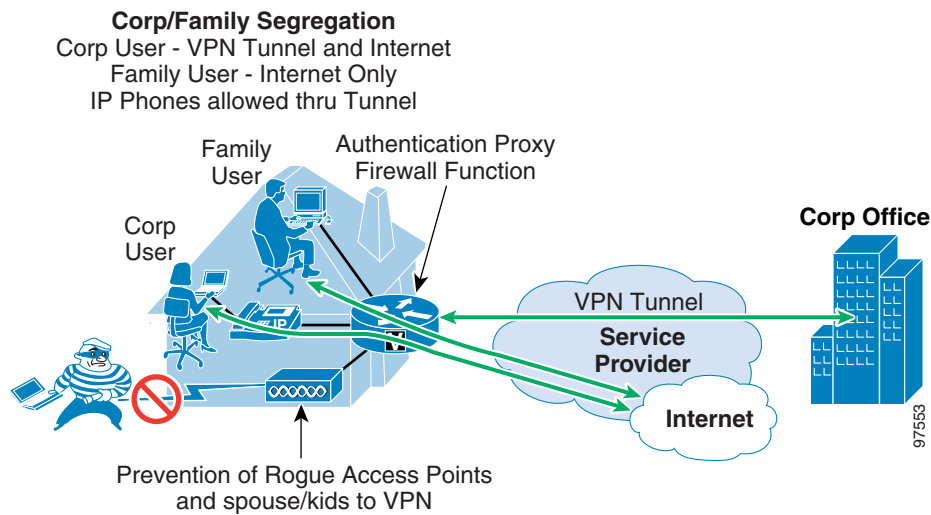 Corp/Family Segregation
Corp User - VPN Tunnel and Internet
Family User - Internet Only
IP Phones allowed thru Tunnel
Family
User
Authentication Proxy
Firewall Function
Corp
User
Corp Office
VPN Tunnel
Service
Provider
Internet
IP
V
Prevention of Rogue Access Points
and spouse/kids to VPN
97553